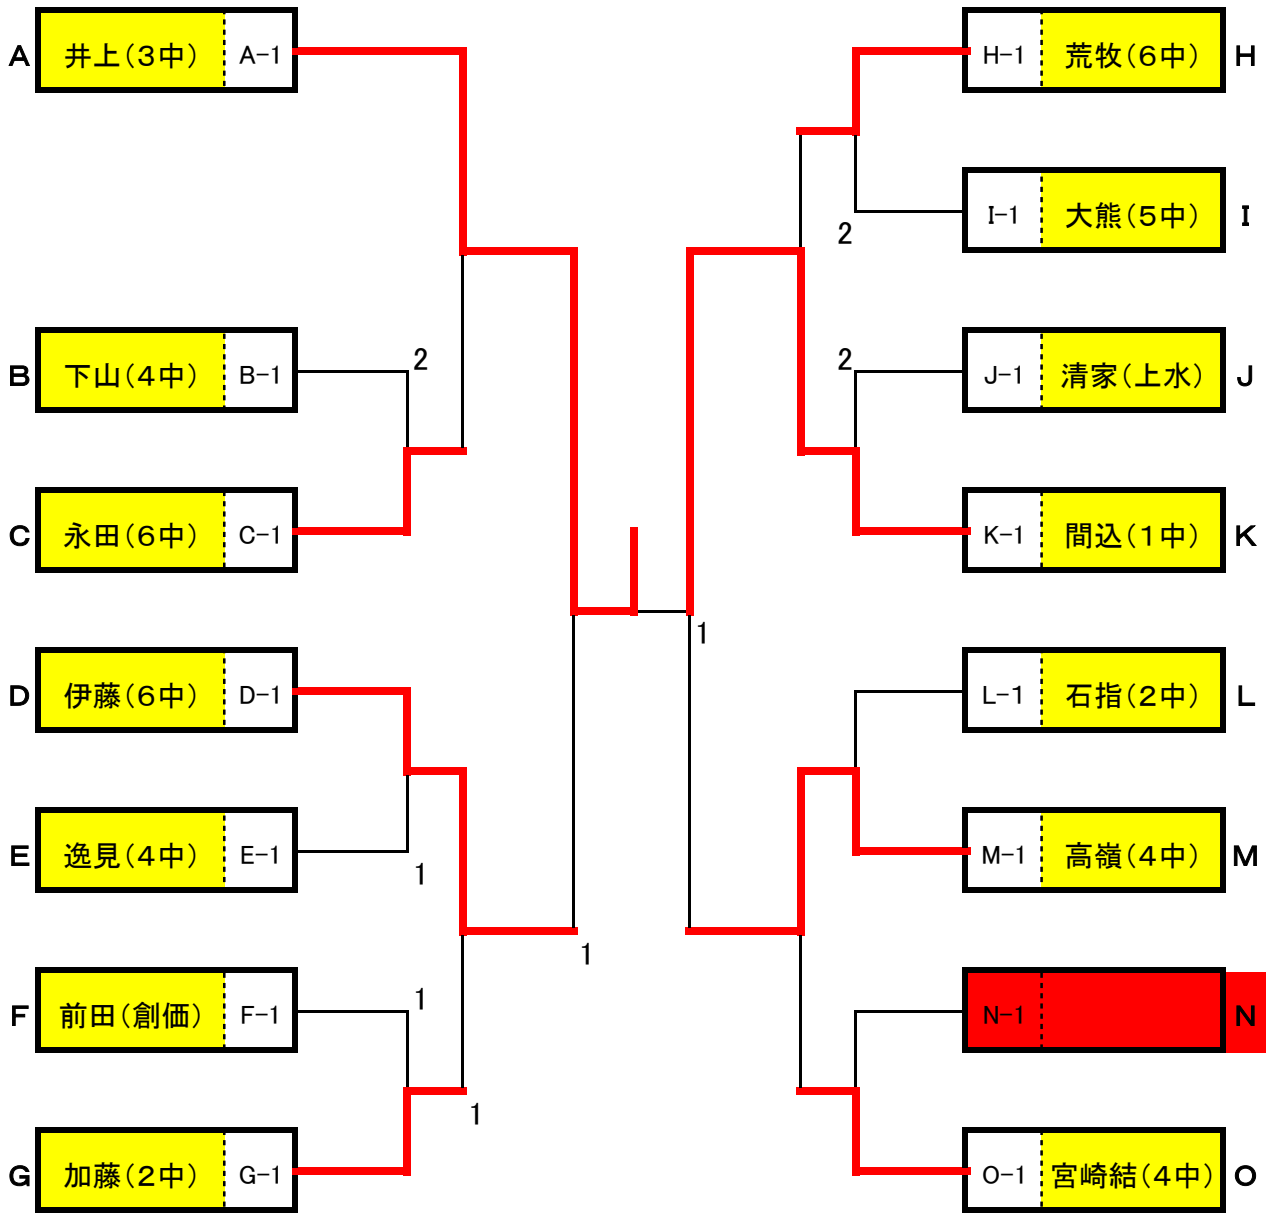 A 井上(3中) A-1
B 下山(4中) B-1
2
C 永田(6中) C-1
D 伊藤(6中) D-1
E 逸見(4中) E-1
1
F 前田(創価) F-1
1
G 加藤(2中) G-1
1
1
1
H-1 荒牧(6中) H
I-1 大熊(5中) I
2
J-1 清家(上水) J
2
K-1 間込(1中) K
L-1 石指(2中) L
M-1 高嶺(4中) M
N-1 N
O-1 宮崎結(4中) O